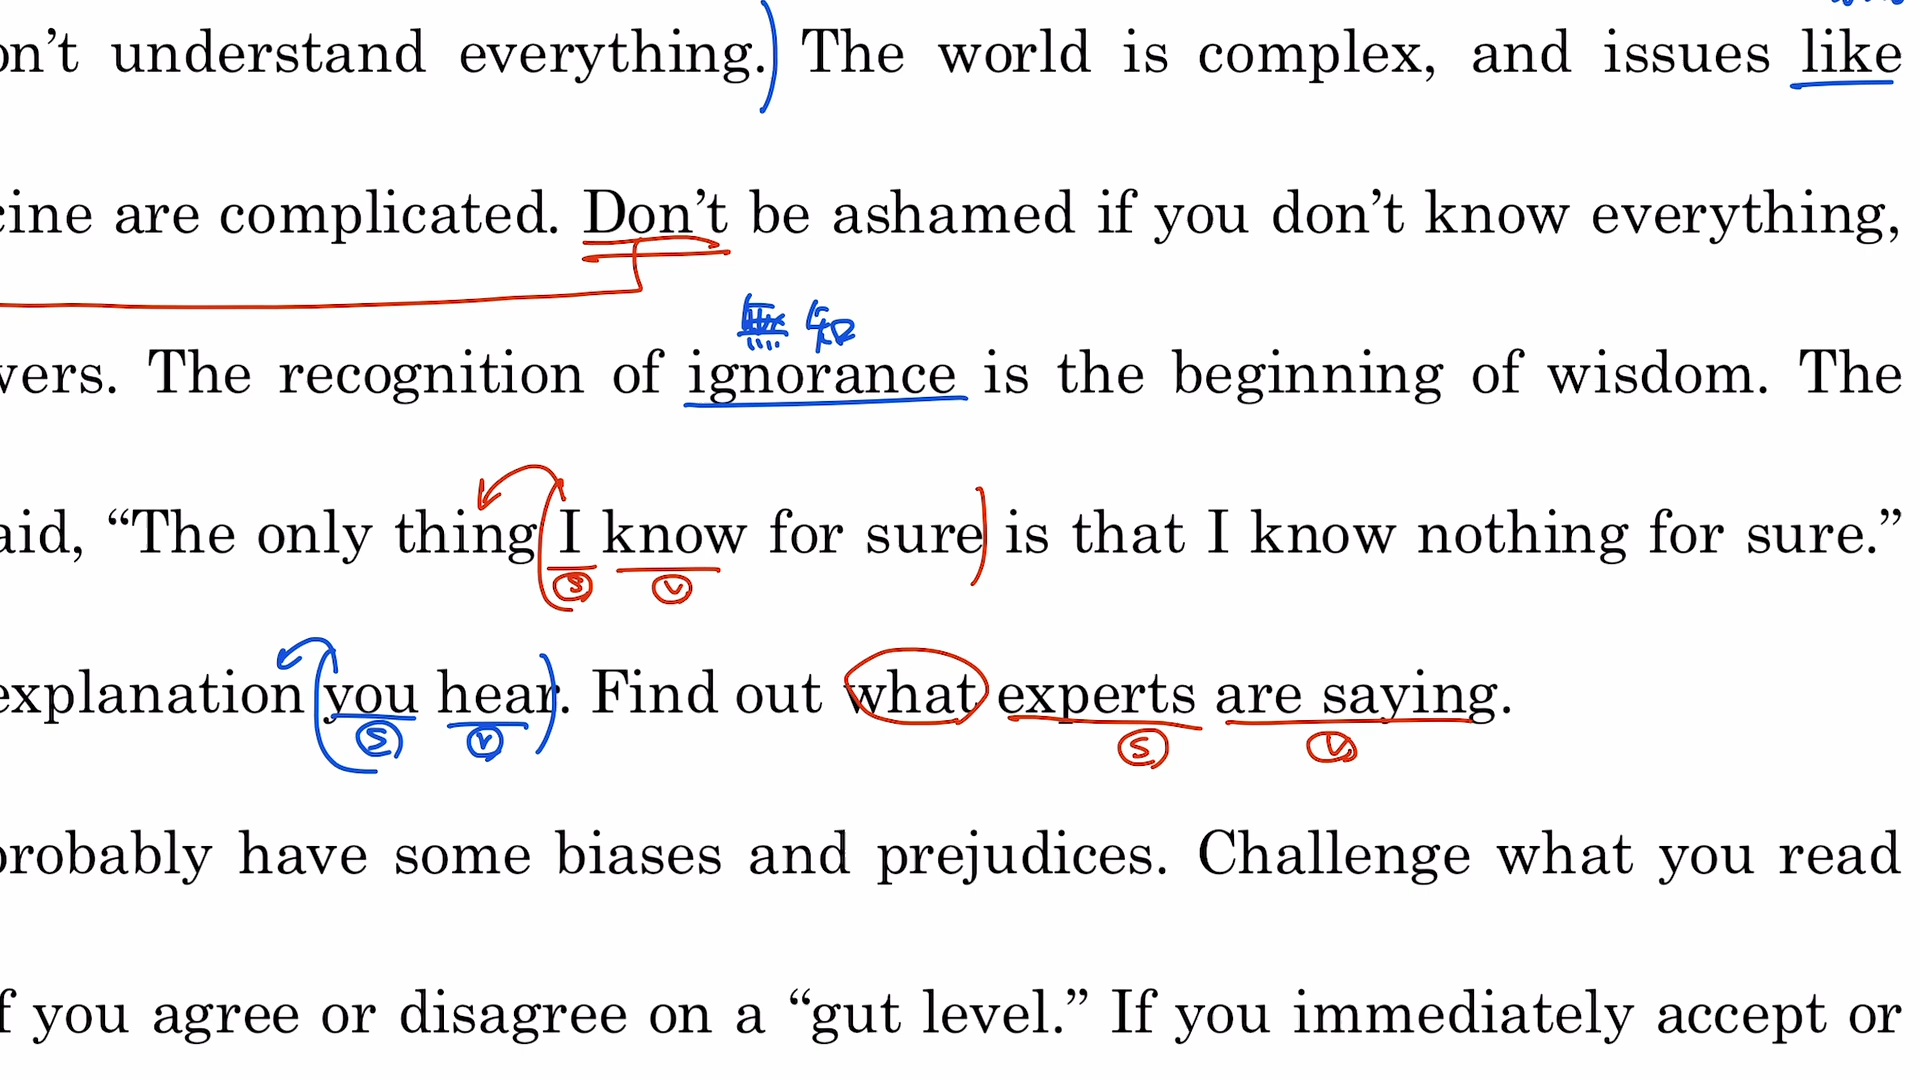 on’t understand everything. The world is complex, and issues like
cine are complicated. Don’t be ashamed if you don’t know everything,
無知
wers. The recognition of ignorance is the beginning of wisdom. The
aid, “The only thing I know for sure is that I know nothing for sure.”
S V
explanation you hear. Find out what experts are saying.
S V S V
probably have some biases and prejudices. Challenge what you read
f you agree or disagree on a “gut level.” If you immediately accept or